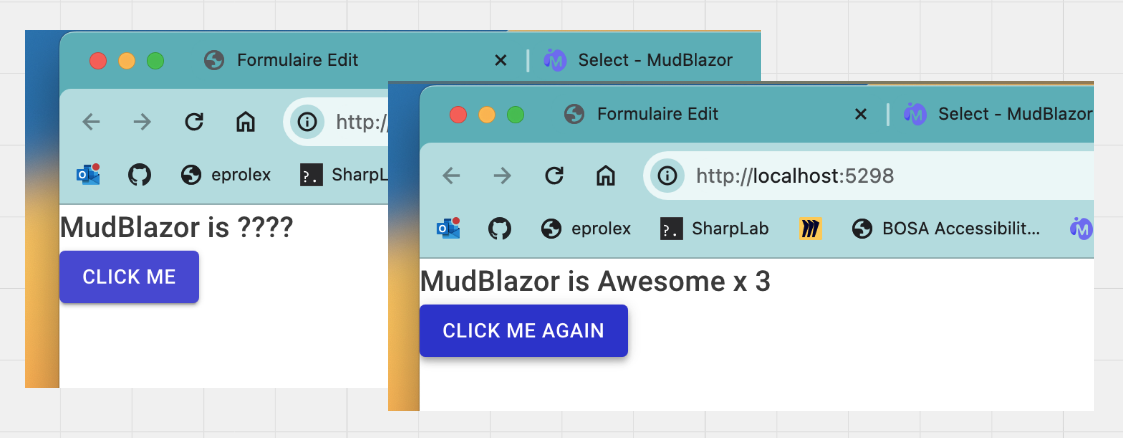 Formulaire Edit
Select - MudBlazor
http:/
eprolex
SharpL
MudBlazor is ????
CLICK ME
Formulaire Edit
Select - MudBlazor
http://localhost:5298
eprolex
SharpLab
BOSA Accessibilit...
MudBlazor is Awesome x 3
CLICK ME AGAIN